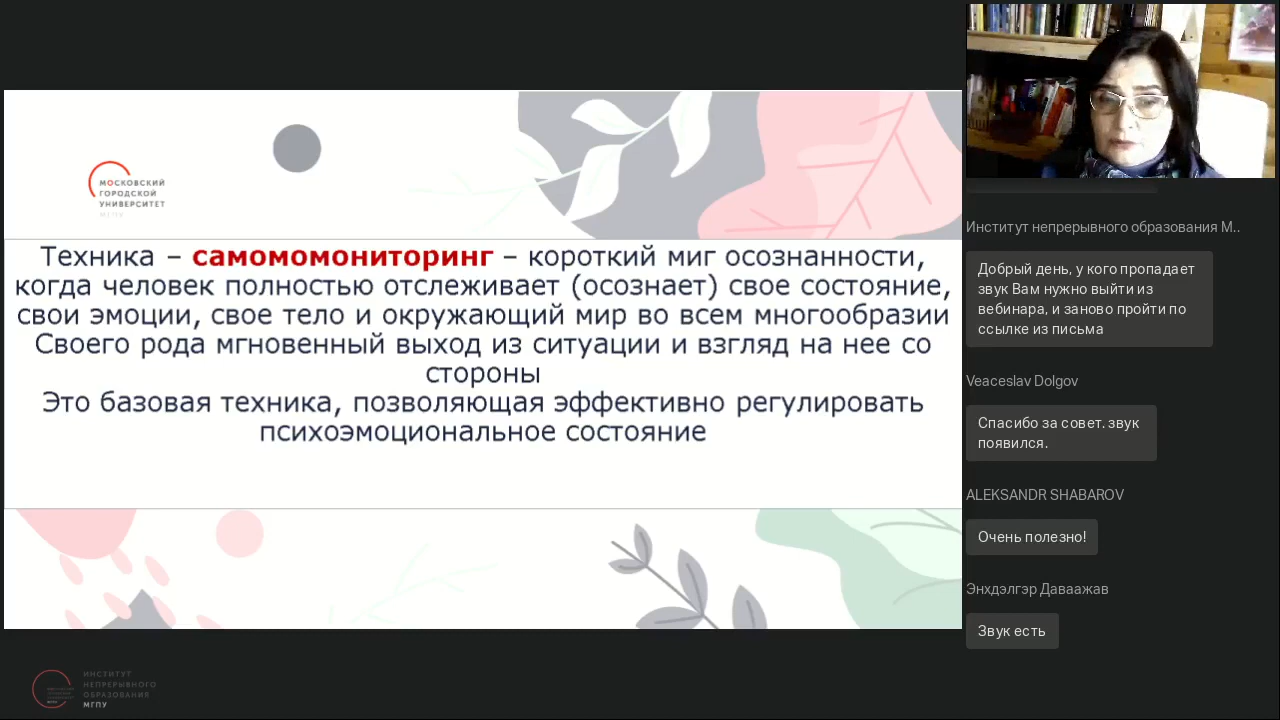 МОСКОВСКИЙ
ГОРОДСКОЙ
УНИВЕРСИТЕТ
МГПУ
Техника – самомомониторинг – короткий миг осознанности,
когда человек полностью отслеживает (осознает) свое состояние,
свои эмоции, свое тело и окружающий мир во всем многообразии
Своего рода мгновенный выход из ситуации и взгляд на нее со
стороны
Это базовая техника, позволяющая эффективно регулировать
психоэмоциональное состояние
Институт непрерывного образования М..
Добрый день, у кого пропадает
звук Вам нужно выйти из
вебинара, и заново пройти по
ссылке из письма
Veaceslav Dolgov
Спасибо за совет. звук
появился.
ALEKSANDR SHABAROV
Очень полезно!
Энхдэлгэр Даваажав
Звук есть
ИНСТИТУТ
НЕПРЕРЫВНОГО
ОБРАЗОВАНИЯ
МГПУ